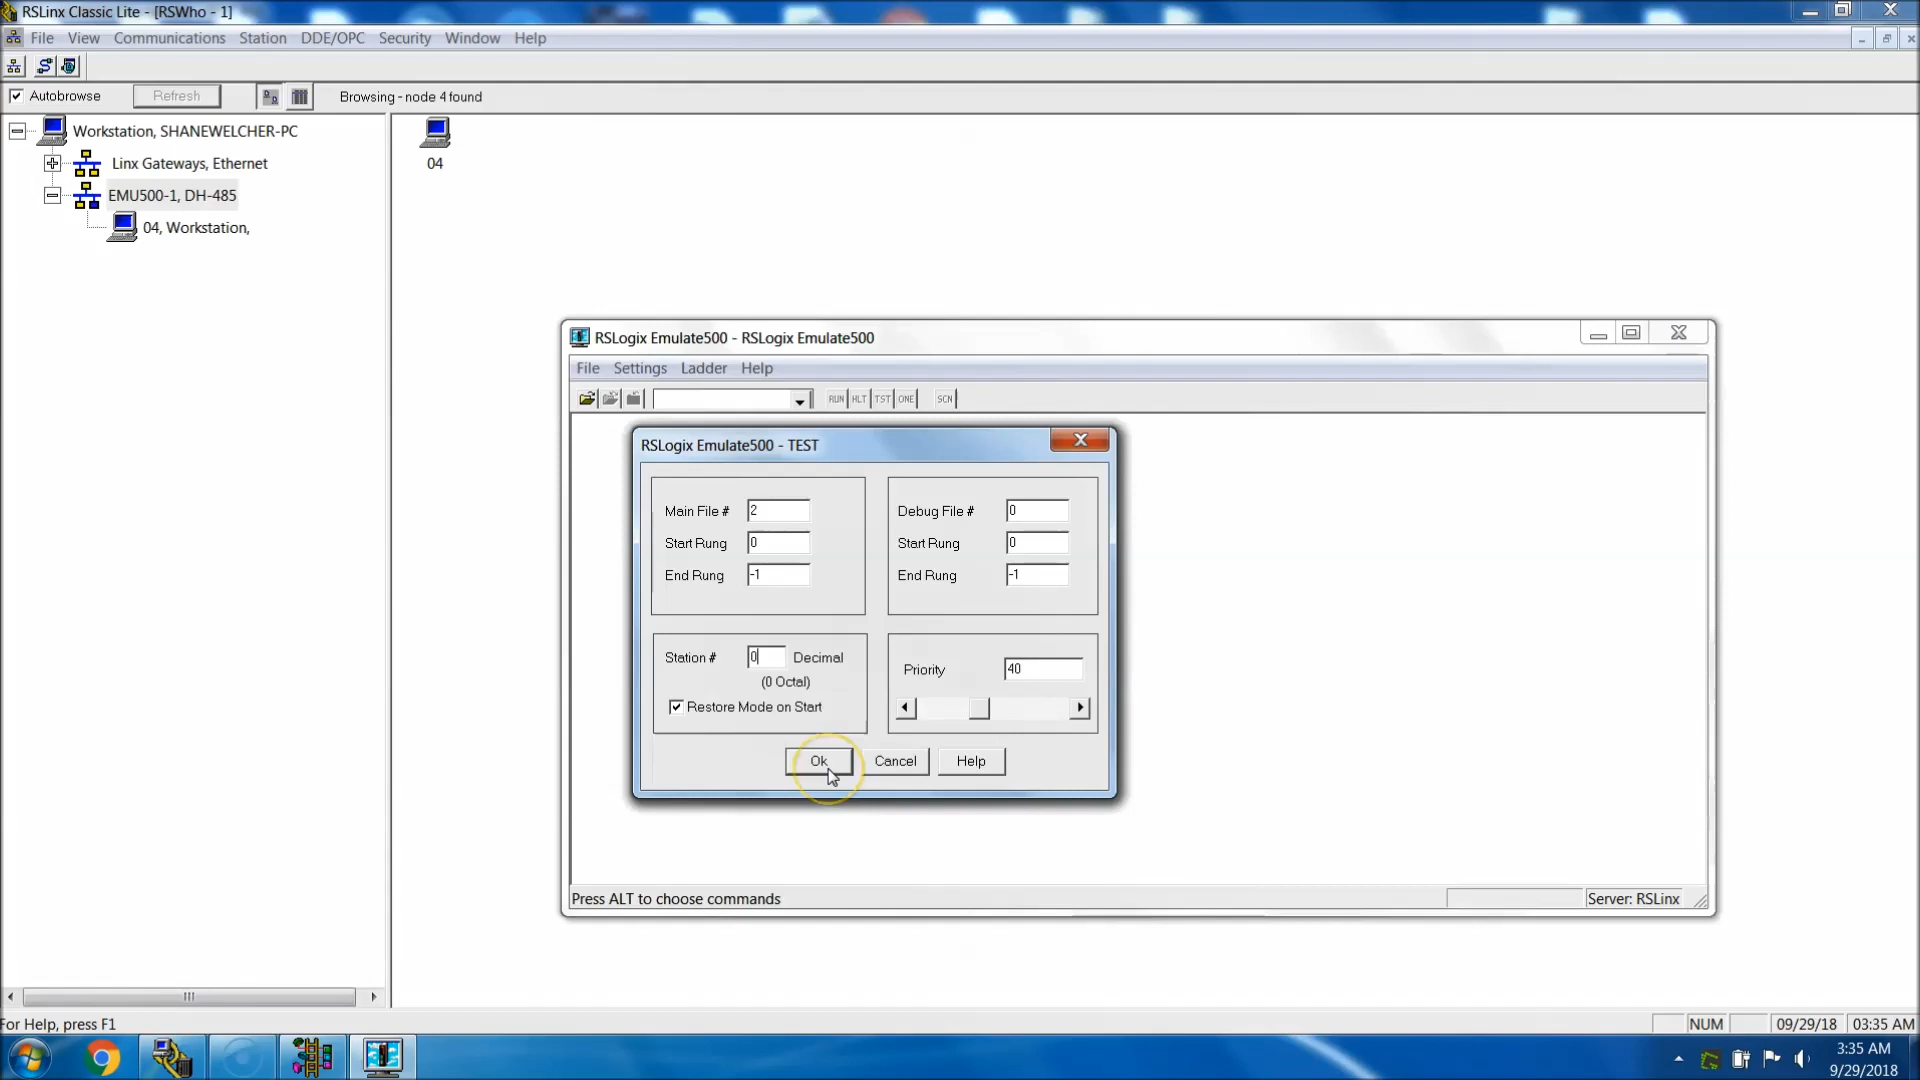 RSLinx Classic Lite - [RSWho - 1]
File View Communications Station DDE/OPC Security Window Help
Autobrowse Refresh Browsing - node 4 found
Workstation, SHANEWELCHER-PC
Linx Gateways, Ethernet
EMU500-1, DH-485
04, Workstation,
04
RSLogix Emulate500 - RSLogix Emulate500
File Settings Ladder Help
RUN HLT TST ONE SCN
RSLogix Emulate500 - TEST
Main File # 2
Start Rung 0
End Rung -1
Debug File # 0
Start Rung 0
End Rung -1
Station # 0 Decimal
(0 Octal)
Restore Mode on Start
Priority 40
Ok Cancel Help
Press ALT to choose commands Server: RSLinx
For Help, press F1 NUM 09/29/18 03:35 AM
3:35 AM
9/29/2018